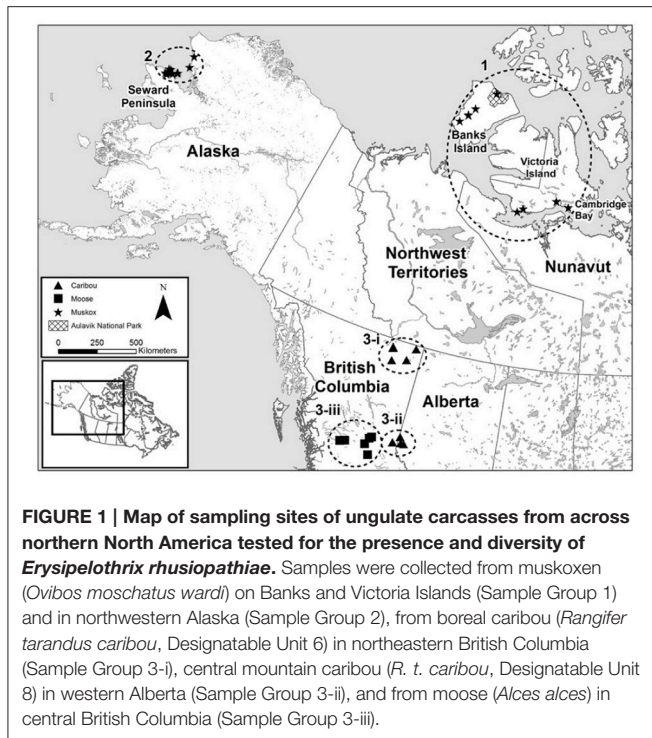 2
Seward
Peninsula
Alaska
1
Banks
Island
Victoria
Island
Cambridge
Bay
Northwest
Territories
Nunavut
Caribou
Moose
Muskox
Aulavik National Park
N
0 250 500
Kilometers
3-i
British
Columbia
Alberta
3-iii
3-ii
FIGURE 1 | Map of sampling sites of ungulate carcasses from across
northern North America tested for the presence and diversity of
Erysipelothrix rhusiopathiae. Samples were collected from muskoxen
(Ovibos moschatus wardi) on Banks and Victoria Islands (Sample Group 1)
and in northwestern Alaska (Sample Group 2), from boreal caribou (Rangifer
tarandus caribou, Designatable Unit 6) in northeastern British Columbia
(Sample Group 3-i), central mountain caribou (R. t. caribou, Designatable Unit
8) in western Alberta (Sample Group 3-ii), and from moose (Alces alces) in
central British Columbia (Sample Group 3-iii).